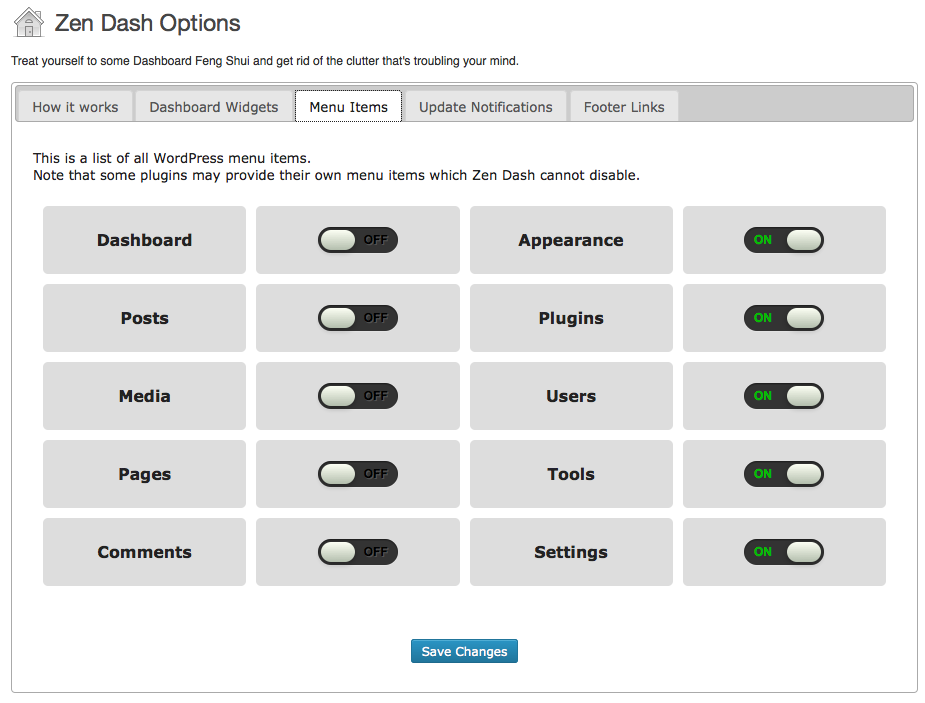 Zen Dash Options
Treat yourself to some Dashboard Feng Shui and get rid of the clutter that's troubling your mind.
How it works Dashboard Widgets Menu Items Update Notifications Footer Links
This is a list of all WordPress menu items.
Note that some plugins may provide their own menu items which Zen Dash cannot disable.
Dashboard OFF Appearance ON
Posts OFF Plugins ON
Media OFF Users ON
Pages OFF Tools ON
Comments OFF Settings ON
Save Changes